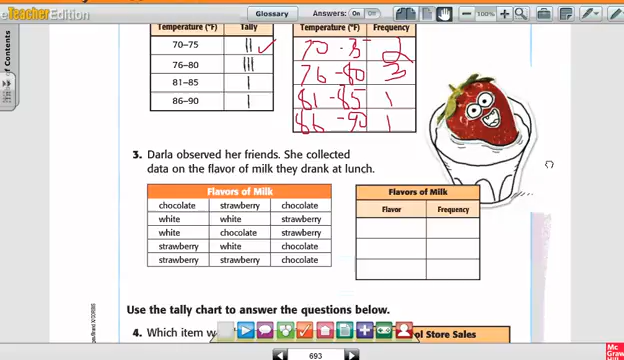 Teacher Edition
Glossary
Answers: On Off
100%
of Contents
Temperature (°F) Tally
70–75
76–80
81–85
86–90
Temperature (°F) Frequency
76 - 80 3
81 - 85 1
86 - 90 1
3. Darla observed her friends. She collected
data on the flavor of milk they drank at lunch.
Flavors of Milk
chocolate strawberry chocolate
white white strawberry
white chocolate strawberry
strawberry white chocolate
strawberry strawberry chocolate
Flavors of Milk
Flavor Frequency
Use the tally chart to answer the questions below.
4. Which item w
ol Store Sales
693
Mc
Graw